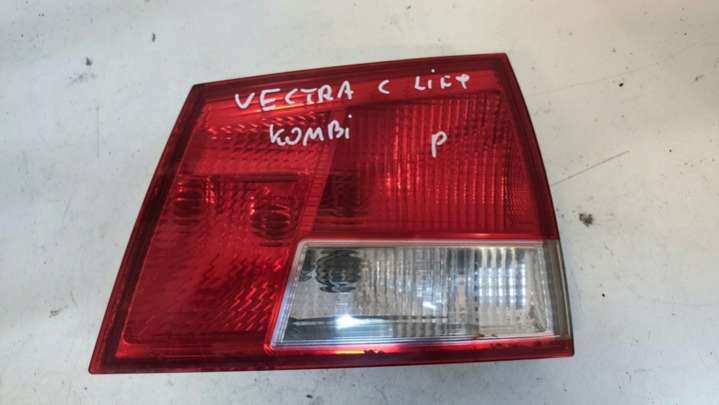 VECTRA C LIFT
KOMBi
P